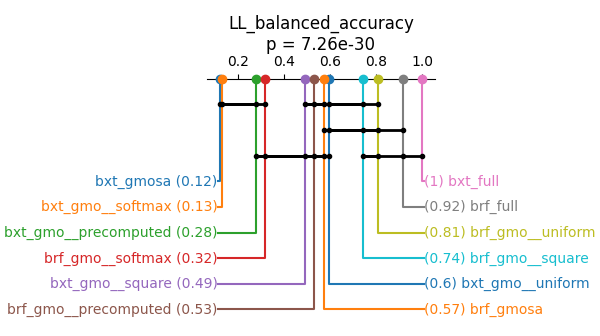 LL_balanced_accuracy
p = 7.26e-30
0.2 0.4 0.6 0.8 1.0
bxt_gmosa (0.12) (1) bxt_full
bxt_gmo__softmax (0.13) (0.92) brf_full
bxt_gmo__precomputed (0.28) (0.81) brf_gmo__uniform
brf_gmo__softmax (0.32) (0.74) brf_gmo__square
bxt_gmo__square (0.49) (0.6) bxt_gmo__uniform
brf_gmo__precomputed (0.53) (0.57) brf_gmosa